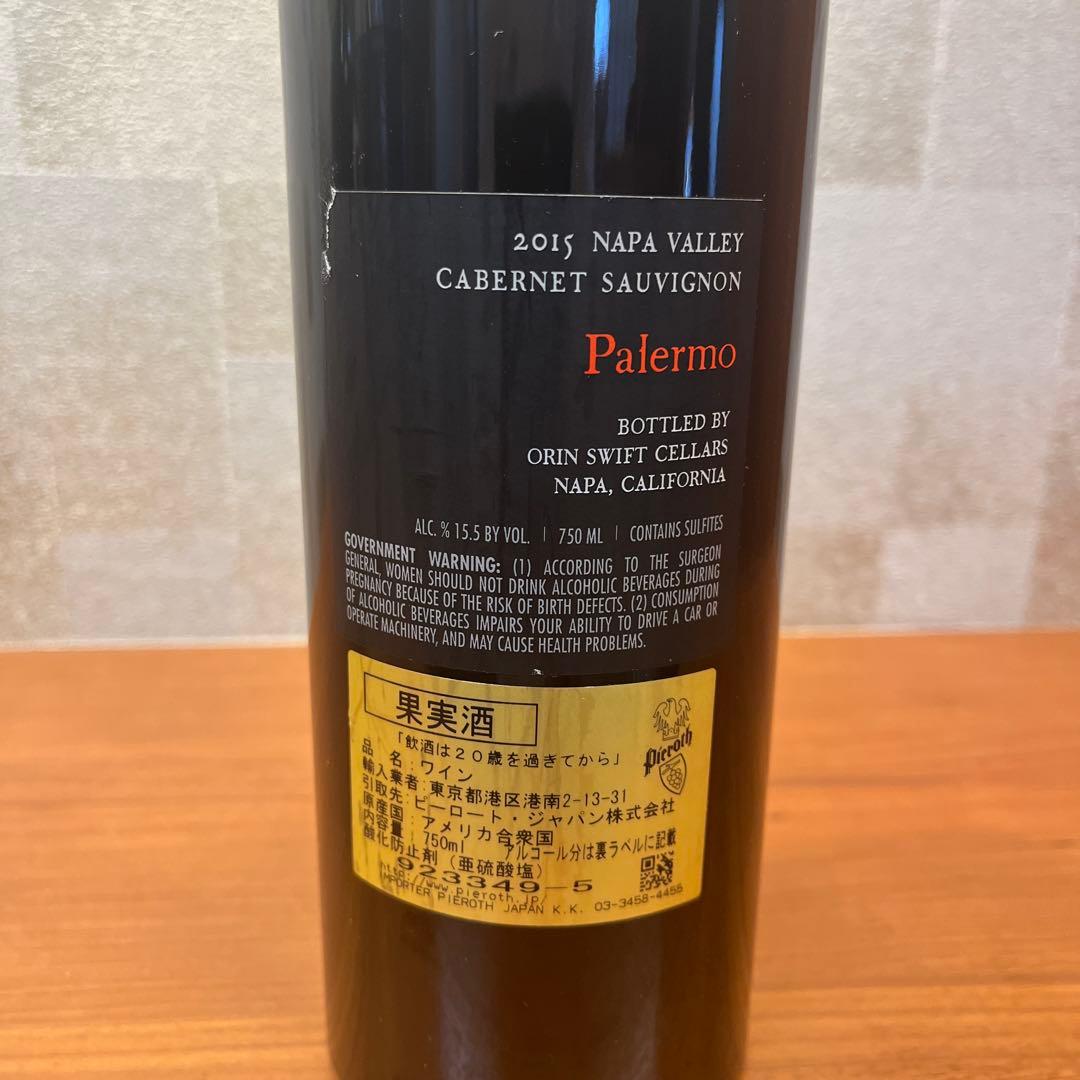 2015 NAPA VALLEY
CABERNET SAUVIGNON
Palermo
BOTTLED BY
ORIN SWIFT CELLARS
NAPA, CALIFORNIA
ALC. % 15.5 BY VOL. | 750 ML | CONTAINS SULFITES
GOVERNMENT WARNING: (1) ACCORDING TO THE SURGEON
GENERAL, WOMEN SHOULD NOT DRINK ALCOHOLIC BEVERAGES DURING
PREGNANCY BECAUSE OF THE RISK OF BIRTH DEFECTS. (2) CONSUMPTION
OF ALCOHOLIC BEVERAGES IMPAIRS YOUR ABILITY TO DRIVE A CAR OR
OPERATE MACHINERY, AND MAY CAUSE HEALTH PROBLEMS.
果実酒
Pieroth
「飲酒は20歳を過ぎてから」
品 名:ワイン
輸入業者:東京都港区港南2-13-31
引取先:ピーロート・ジャパン株式会社
原産国:アメリカ合衆国
内容量:750ml アルコール分は裏ラベルに記載
酸化防止剤(亜硫酸塩)
923349-5
http://www.pieroth.jp/
IMPORTER PIEROTH JAPAN K.K. 03-3458-4455